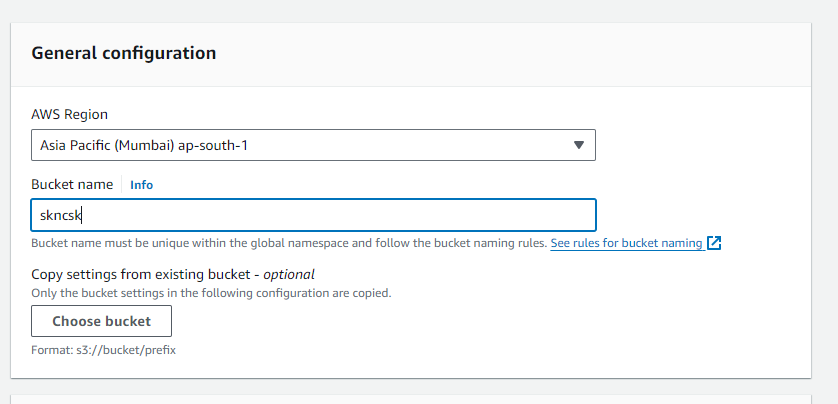 General configuration
AWS Region
Asia Pacific (Mumbai) ap-south-1
Bucket name Info
skncsk
Bucket name must be unique within the global namespace and follow the bucket naming rules. See rules for bucket naming
Copy settings from existing bucket - optional
Only the bucket settings in the following configuration are copied.
Choose bucket
Format: s3://bucket/prefix